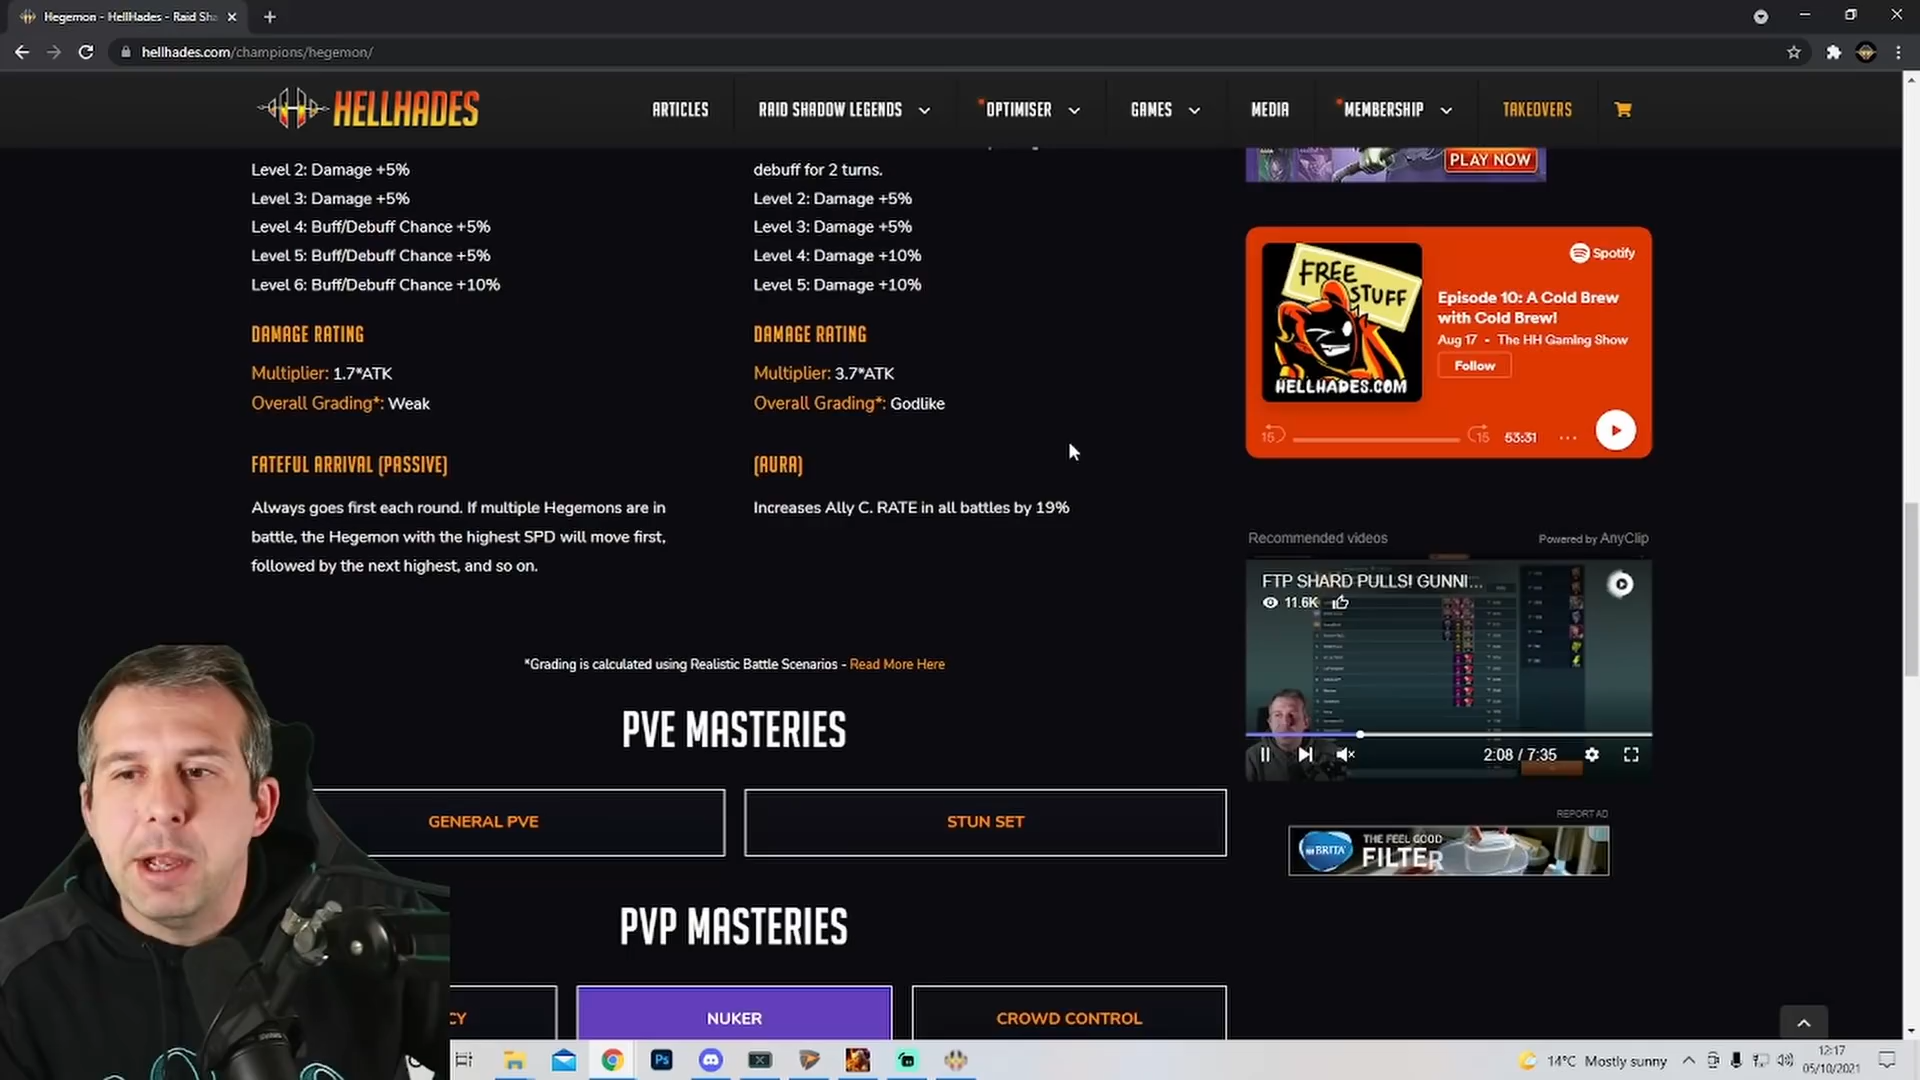 Hegemon - HellHades - Raid Sha
hellhades.com/champions/hegemon/
HELLHADES
ARTICLES
RAID SHADOW LEGENDS
OPTIMISER
GAMES
MEDIA
MEMBERSHIP
TAKEOVERS
Level 2: Damage +5%
Level 3: Damage +5%
Level 4: Buff/Debuff Chance +5%
Level 5: Buff/Debuff Chance +5%
Level 6: Buff/Debuff Chance +10%
DAMAGE RATING
Multiplier: 1.7*ATK
Overall Grading*: Weak
FATEFUL ARRIVAL (PASSIVE)
Always goes first each round. If multiple Hegemons are in
battle, the Hegemon with the highest SPD will move first,
followed by the next highest, and so on.
debuff for 2 turns.
Level 2: Damage +5%
Level 3: Damage +5%
Level 4: Damage +10%
Level 5: Damage +10%
DAMAGE RATING
Multiplier: 3.7*ATK
Overall Grading*: Godlike
(AURA)
Increases Ally C. RATE in all battles by 19%
*Grading is calculated using Realistic Battle Scenarios - Read More Here
PVE MASTERIES
GENERAL PVE
STUN SET
PVP MASTERIES
CY
NUKER
CROWD CONTROL
PLAY NOW
FREE
STUFF
HELLHADES.COM
Spotify
Episode 10: A Cold Brew
with Cold Brew!
Aug 17 - The HH Gaming Show
Follow
15
15
53:31
Recommended videos
Powered by AnyClip
FTP SHARD PULLS! GUNNI...
11.6K
2:08 / 7:35
REPORT AD
BRITA
THE FEEL GOOD
FILTER
Ps
14°C Mostly sunny
12:17
05/10/2021